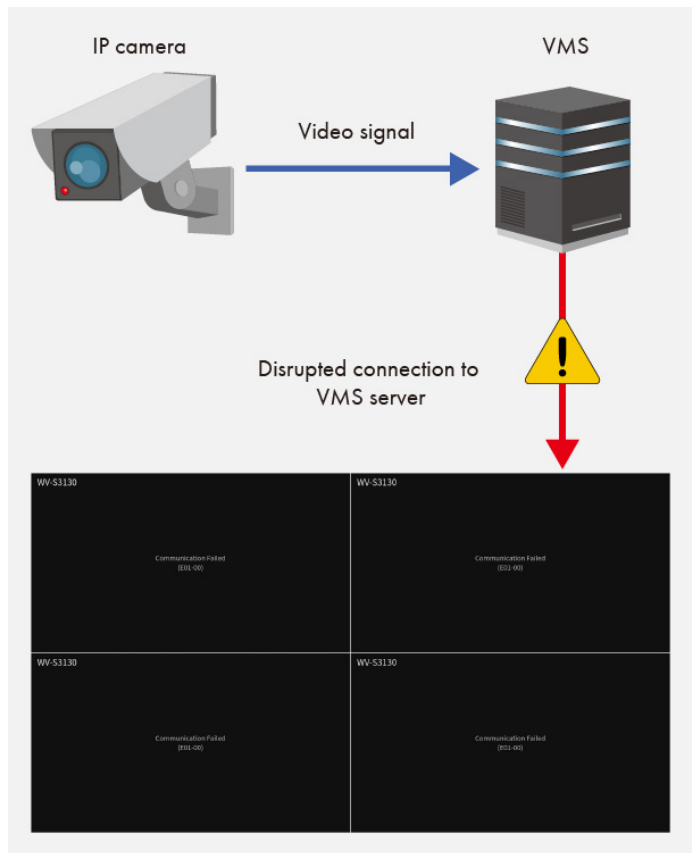 IP camera
VMS
Video signal
Disrupted connection to
VMS server
WV-S3130
WV-S3130
Communication Failed
(E01-00)
Communication Failed
(E01-00)
WV-S3130
WV-S3130
Communication Failed
(E01-00)
Communication Failed
(E01-00)